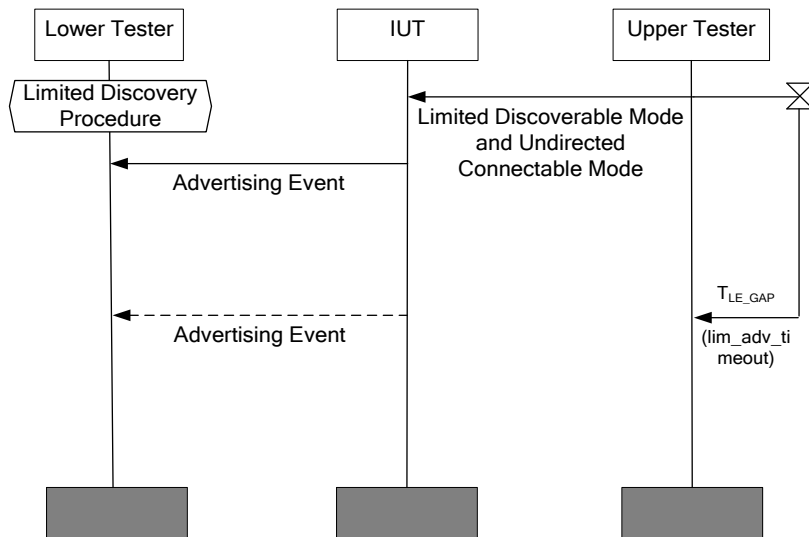 Lower Tester
IUT
Upper Tester
Limited Discovery
Procedure
Limited Discoverable Mode
and Undirected
Connectable Mode
Advertising Event
TLE_GAP
(lim_adv_ti
meout)
Advertising Event